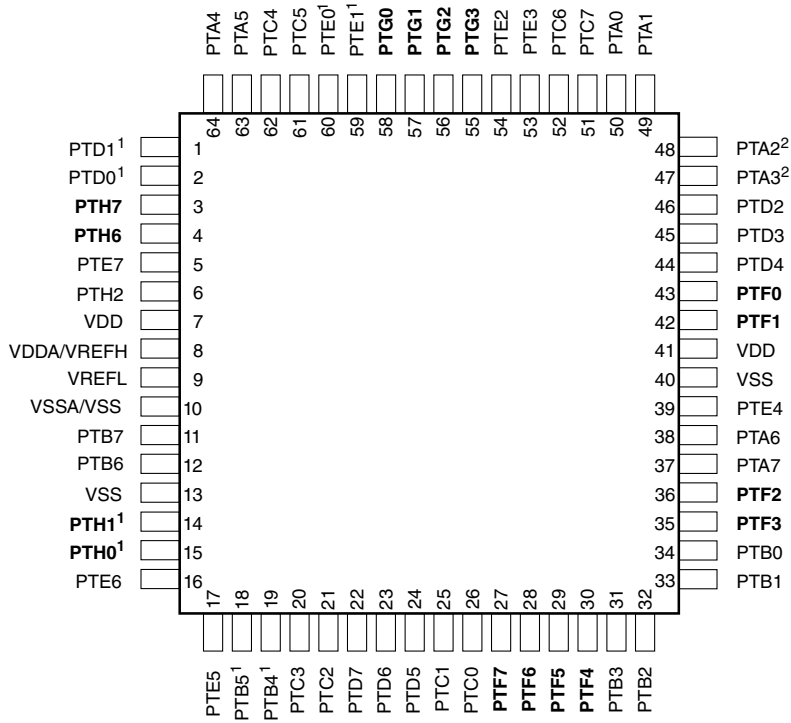 PTA4 PTA5 PTC4 PTC5 PTE0¹ PTE1¹ PTG0 PTG1 PTG2 PTG3 PTE2 PTE3 PTC6 PTC7 PTA0 PTA1
64 63 62 61 60 59 58 57 56 55 54 53 52 51 50 49
PTD1¹ 1 48 PTA2²
PTD0¹ 2 47 PTA3²
PTH7 3 46 PTD2
PTH6 4 45 PTD3
PTE7 5 44 PTD4
PTH2 6 43 PTF0
VDD 7 42 PTF1
VDDA/VREFH 8 41 VDD
VREFL 9 40 VSS
VSSA/VSS 10 39 PTE4
PTB7 11 38 PTA6
PTB6 12 37 PTA7
VSS 13 36 PTF2
PTH1¹ 14 35 PTF3
PTH0¹ 15 34 PTB0
PTE6 16 33 PTB1
17 18 19 20 21 22 23 24 25 26 27 28 29 30 31 32
PTE5 PTB5¹ PTB4¹ PTC3 PTC2 PTD7 PTD6 PTD5 PTC1 PTC0 PTF7 PTF6 PTF5 PTF4 PTB3 PTB2